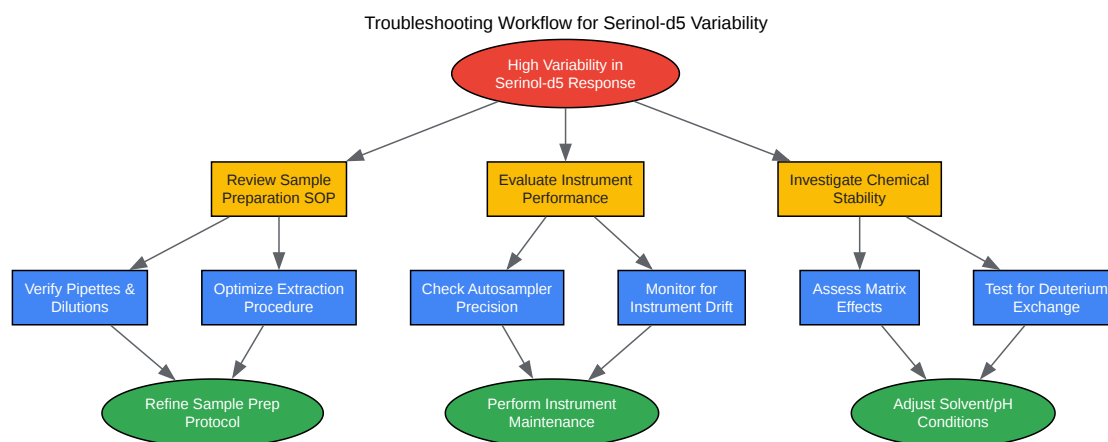 Troubleshooting Workflow for Serinol-d5 Variability
High Variability in
Serinol-d5 Response
Review Sample
Preparation SOP
Evaluate Instrument
Performance
Investigate Chemical
Stability
Verify Pipettes &
Dilutions
Optimize Extraction
Procedure
Check Autosampler
Precision
Monitor for
Instrument Drift
Assess Matrix
Effects
Test for Deuterium
Exchange
Refine Sample Prep
Protocol
Perform Instrument
Maintenance
Adjust Solvent/pH
Conditions